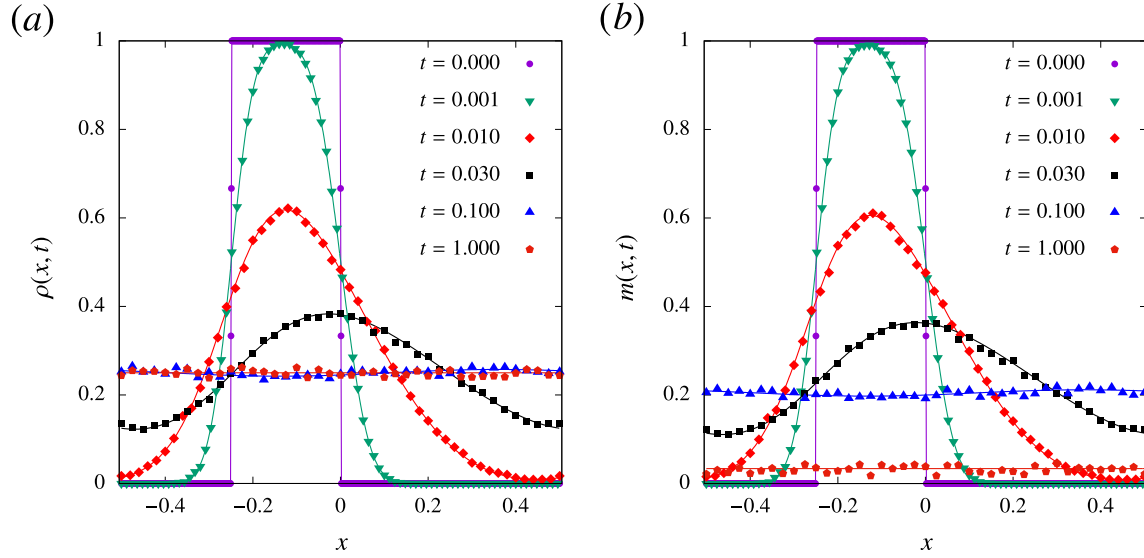 (a)
1
0.8
0.6
0.4
0.2
0
−0.4
−0.2
0
0.2
0.4
ρ(x, t)
x
t = 0.000
t = 0.001
t = 0.010
t = 0.030
t = 0.100
t = 1.000
(b)
1
0.8
0.6
0.4
0.2
0
−0.4
−0.2
0
0.2
0.4
m(x, t)
x
t = 0.000
t = 0.001
t = 0.010
t = 0.030
t = 0.100
t = 1.000